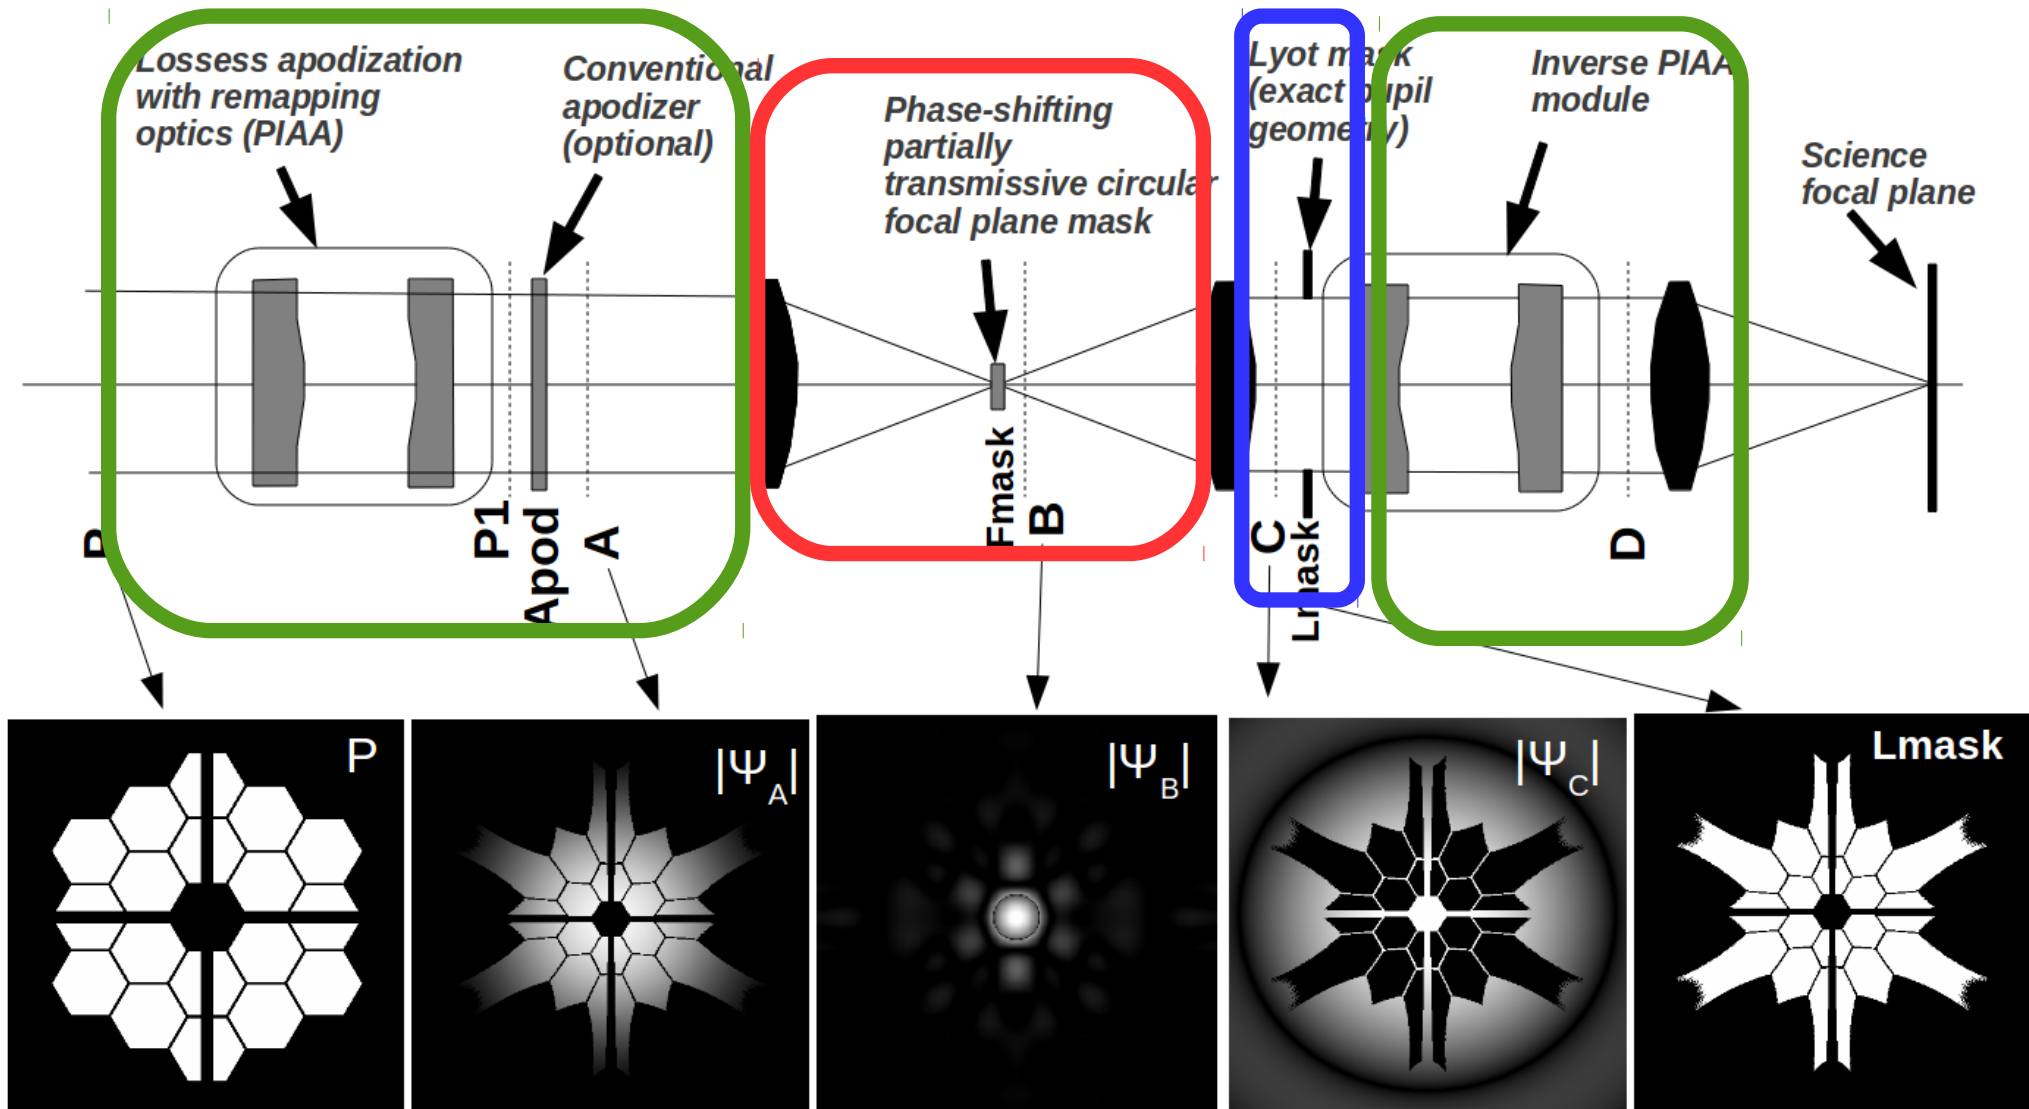 Lossess apodization
with remapping
optics (PIAA)
Conventional
apodizer
(optional)
Phase-shifting
partially
transmissive circular
focal plane mask
Lyot mask
(exact pupil
geometry)
Inverse PIAA
module
Science
focal plane
P
P1
Apod
A
Fmask
B
C
Lmask
D
P
|Ψ_A|
|Ψ_B|
|Ψ_C|
Lmask